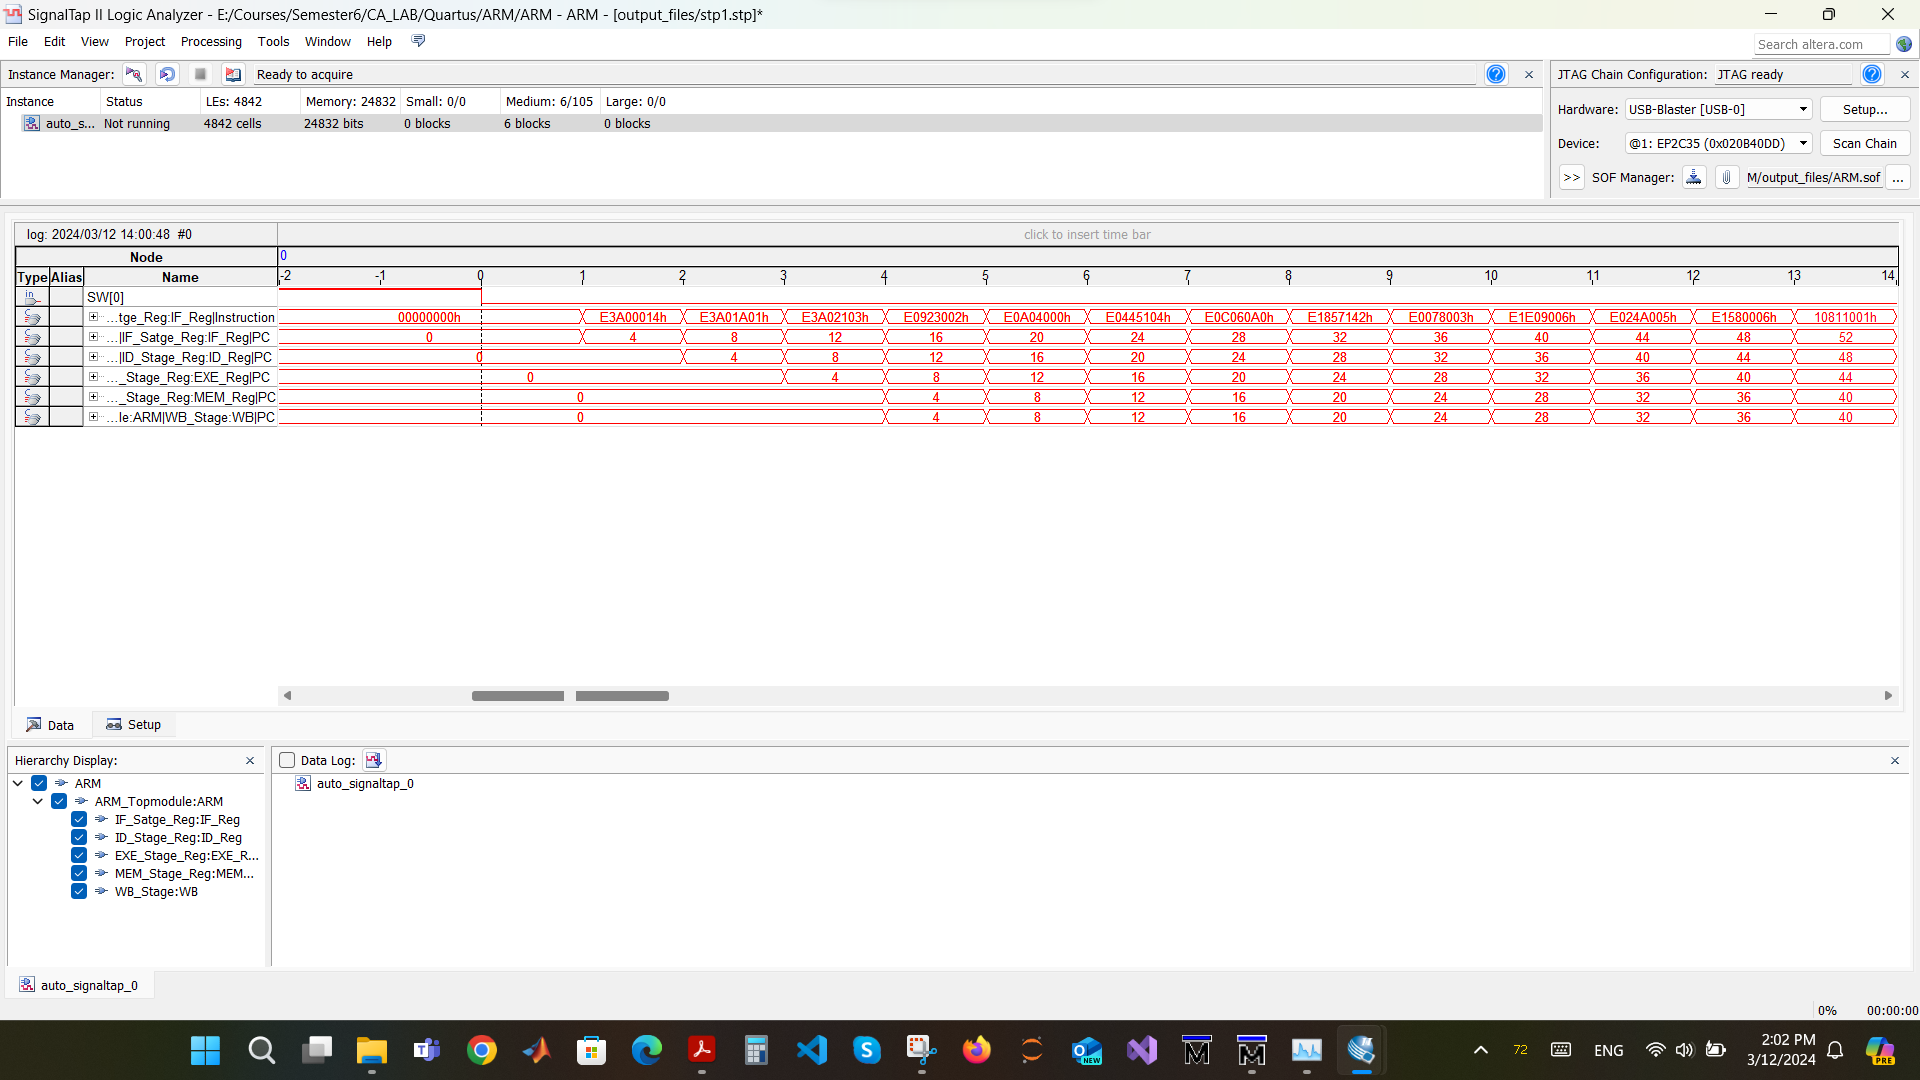 SignalTap II Logic Analyzer - E:/Courses/Semester6/CA_LAB/Quartus/ARM/ARM - ARM - [output_files/stp1.stp]*
File Edit View Project Processing Tools Window Help
Search altera.com
Instance Manager: Ready to acquire
JTAG Chain Configuration: JTAG ready
Instance Status LEs: 4842 Memory: 24832 Small: 0/0 Medium: 6/105 Large: 0/0
auto_s... Not running 4842 cells 24832 bits 0 blocks 6 blocks 0 blocks
Hardware: USB-Blaster [USB-0] Setup...
Device: @1: EP2C35 (0x020B40DD) Scan Chain
>> SOF Manager: M/output_files/ARM.sof ...
log: 2024/03/12 14:00:48 #0 click to insert time bar
Node 0
Type Alias Name -2 -1 0 1 2 3 4 5 6 7 8 9 10 11 12 13 14
SW[0]
...tge_Reg:IF_Reg|Instruction 00000000h E3A00014h E3A01A01h E3A02103h E0923002h E0A04000h E0445104h E0C060A0h E1857142h E0078003h E1E09006h E024A005h E1580006h 10811001h
...|IF_Satge_Reg:IF_Reg|PC 0 4 8 12 16 20 24 28 32 36 40 44 48 52
...|ID_Stage_Reg:ID_Reg|PC 0 4 8 12 16 20 24 28 32 36 40 44 48
..._Stage_Reg:EXE_Reg|PC 0 4 8 12 16 20 24 28 32 36 40 44
..._Stage_Reg:MEM_Reg|PC 0 4 8 12 16 20 24 28 32 36 40
...le:ARM|WB_Stage:WB|PC 0 4 8 12 16 20 24 28 32 36 40
Data Setup
Hierarchy Display:
ARM
ARM_Topmodule:ARM
IF_Satge_Reg:IF_Reg
ID_Stage_Reg:ID_Reg
EXE_Stage_Reg:EXE_R...
MEM_Stage_Reg:MEM...
WB_Stage:WB
Data Log:
auto_signaltap_0
auto_signaltap_0
0% 00:00:00
NEW
72 ENG 2:02 PM
3/12/2024
PRE